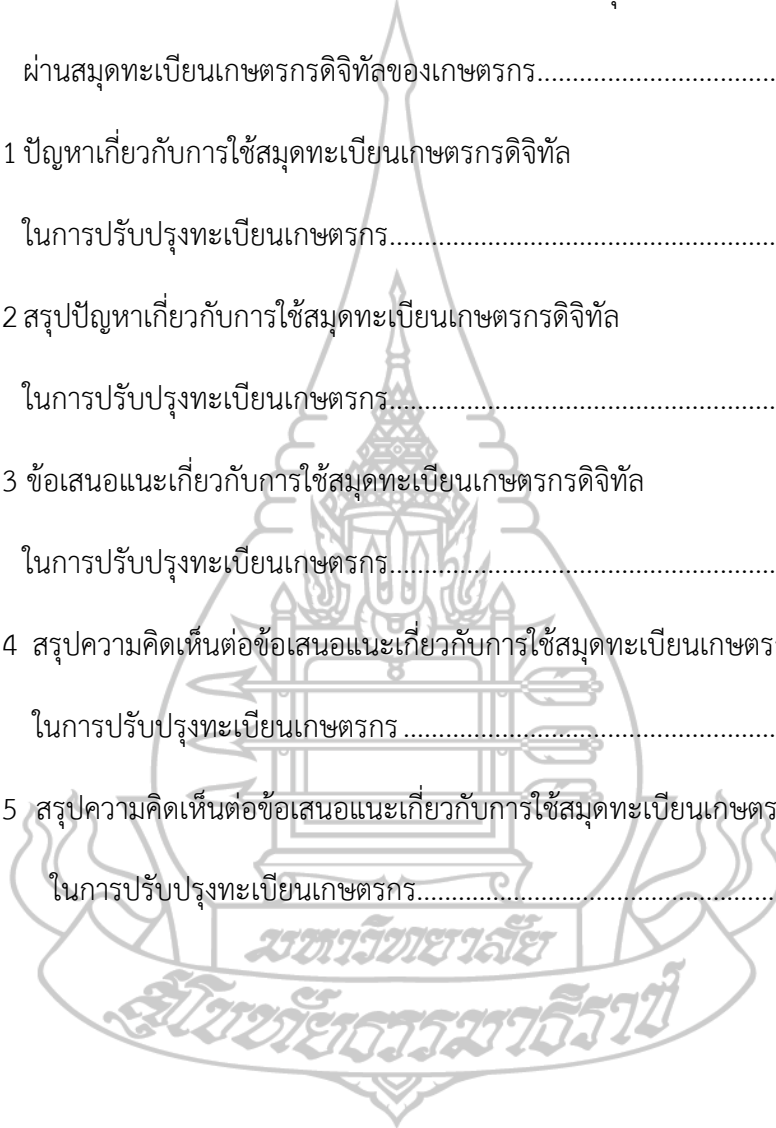 ผ่านสมุดทะเบียนเกษตรกรดิจิทัลของเกษตรกร.................................
1 ปัญหาเกี่ยวกับการใช้สมุดทะเบียนเกษตรกรดิจิทัล
ในการปรับปรุงทะเบียนเกษตรกร.....................................................
2 สรุปปัญหาเกี่ยวกับการใช้สมุดทะเบียนเกษตรกรดิจิทัล
ในการปรับปรุงทะเบียนเกษตรกร.....................................................
3 ข้อเสนอแนะเกี่ยวกับการใช้สมุดทะเบียนเกษตรกรดิจิทัล
ในการปรับปรุงทะเบียนเกษตรกร.....................................................
4 สรุปความคิดเห็นต่อข้อเสนอแนะเกี่ยวกับการใช้สมุดทะเบียนเกษตร
ในการปรับปรุงทะเบียนเกษตรกร ...................................................
5 สรุปความคิดเห็นต่อข้อเสนอแนะเกี่ยวกับการใช้สมุดทะเบียนเกษตร
ในการปรับปรุงทะเบียนเกษตรกร.................................................
มหาวิทยาลัย
สุโขทัยธรรมาธิราช